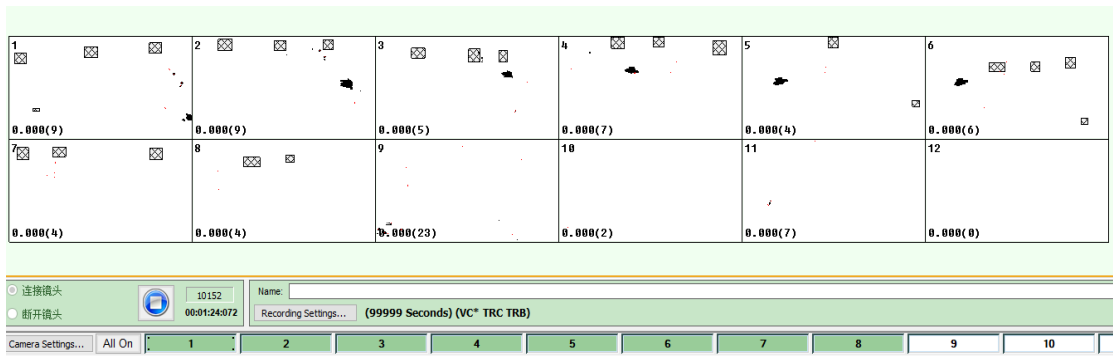 1 2 3 4 5 6
0.000(9) 0.000(9) 0.000(5) 0.000(7) 0.000(4) 0.000(6)
7 8 9 10 11 12
0.000(4) 0.000(4) 0.000(23) 0.000(2) 0.000(7) 0.000(0)
连接镜头
断开镜头
10152
00:01:24:072
Name:
Recording Settings... (99999 Seconds) (VC* TRC TRB)
Camera Settings... All On 1 2 3 4 5 6 7 8 9 10